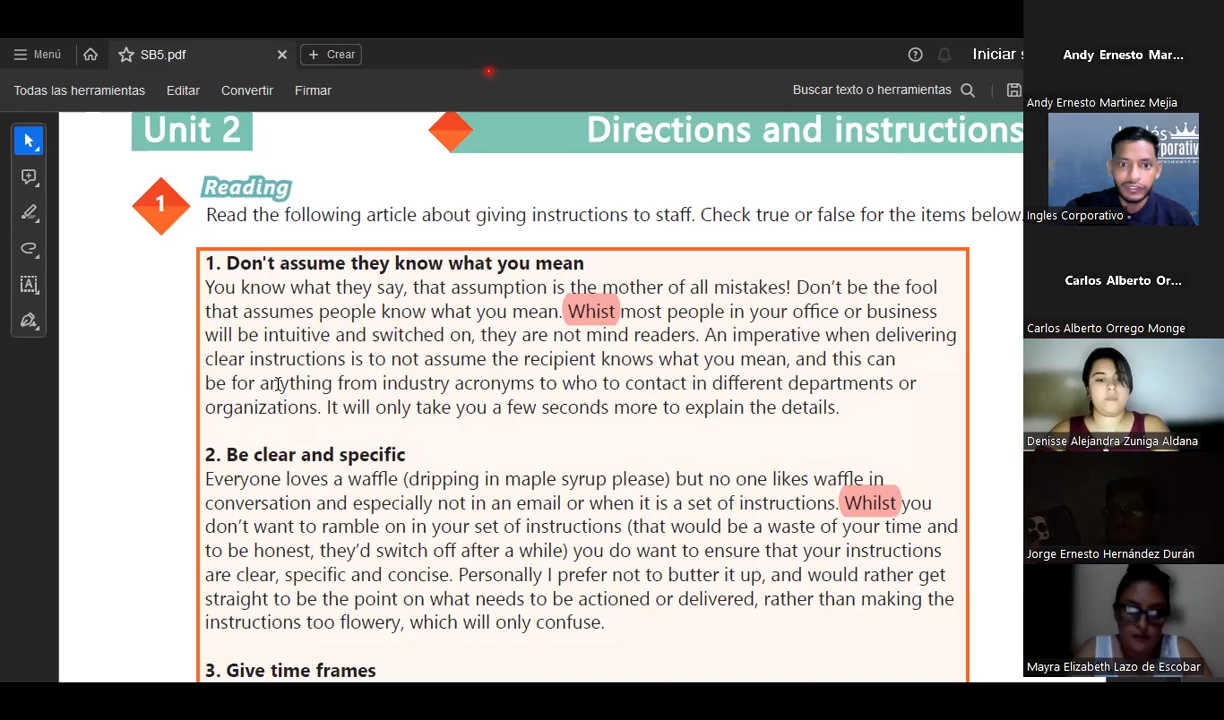 Menú
SB5.pdf
Crear
Iniciar s
Todas las herramientas
Editar
Convertir
Firmar
Buscar texto o herramientas
Unit 2
Directions and instructions
1
Reading
Read the following article about giving instructions to staff. Check true or false for the items below.
1. Don't assume they know what you mean
You know what they say, that assumption is the mother of all mistakes! Don't be the fool
that assumes people know what you mean. Whist most people in your office or business
will be intuitive and switched on, they are not mind readers. An imperative when delivering
clear instructions is to not assume the recipient knows what you mean, and this can
be for anything from industry acronyms to who to contact in different departments or
organizations. It will only take you a few seconds more to explain the details.
2. Be clear and specific
Everyone loves a waffle (dripping in maple syrup please) but no one likes waffle in
conversation and especially not in an email or when it is a set of instructions. Whilst you
don't want to ramble on in your set of instructions (that would be a waste of your time and
to be honest, they'd switch off after a while) you do want to ensure that your instructions
are clear, specific and concise. Personally I prefer not to butter it up, and would rather get
straight to be the point on what needs to be actioned or delivered, rather than making the
instructions too flowery, which will only confuse.
3. Give time frames
Andy Ernesto Mar...
Andy Ernesto Martinez Mejia
Ingles Corporativo
Carlos Alberto Or...
Carlos Alberto Orrego Monge
Denisse Alejandra Zuniga Aldana
Jorge Ernesto Hernández Durán
Mayra Elizabeth Lazo de Escobar